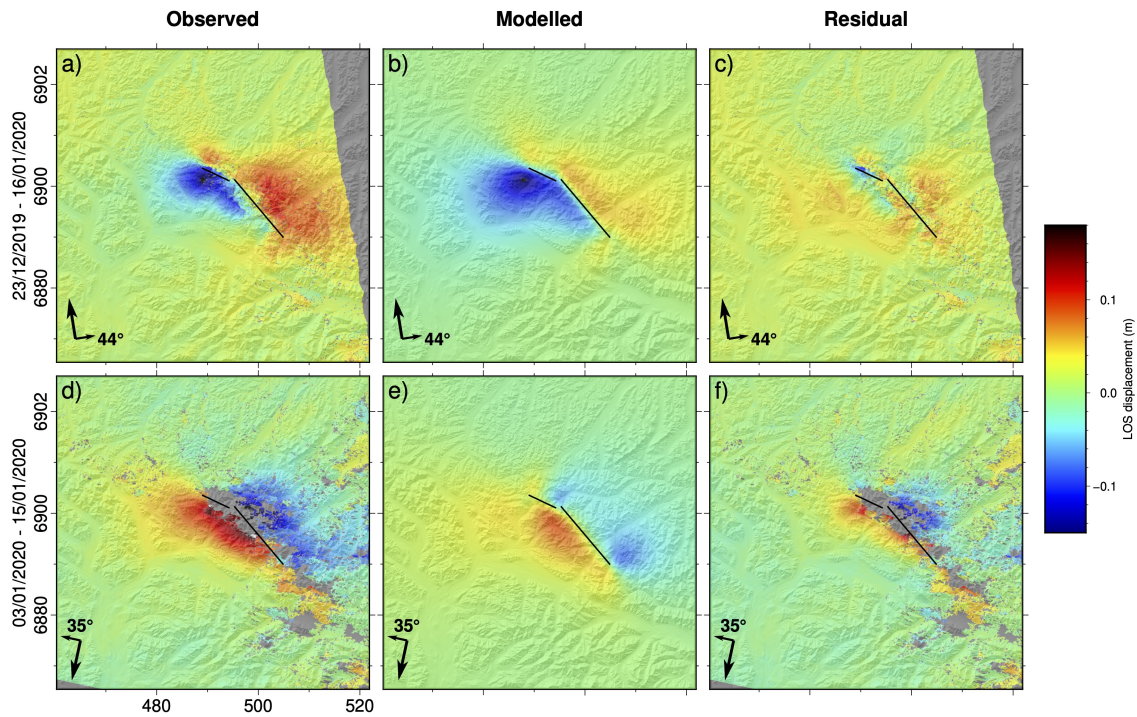 Observed Modelled Residual
a) b) c)
6902
6900
6880
23/12/2019 - 16/01/2020
44° 44° 44°
d) e) f)
6902
6900
6880
03/01/2020 - 15/01/2020
35° 35° 35°
480 500 520
0.1
0.0
−0.1
LOS displacement (m)